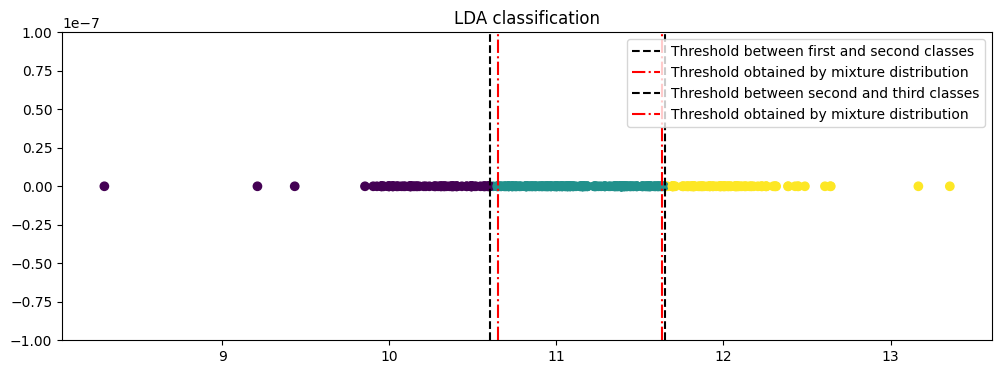 LDA classification
1e−7
1.00
0.75
0.50
0.25
0.00
−0.25
−0.50
−0.75
−1.00
Threshold between first and second classes
Threshold obtained by mixture distribution
Threshold between second and third classes
Threshold obtained by mixture distribution
9 10 11 12 13